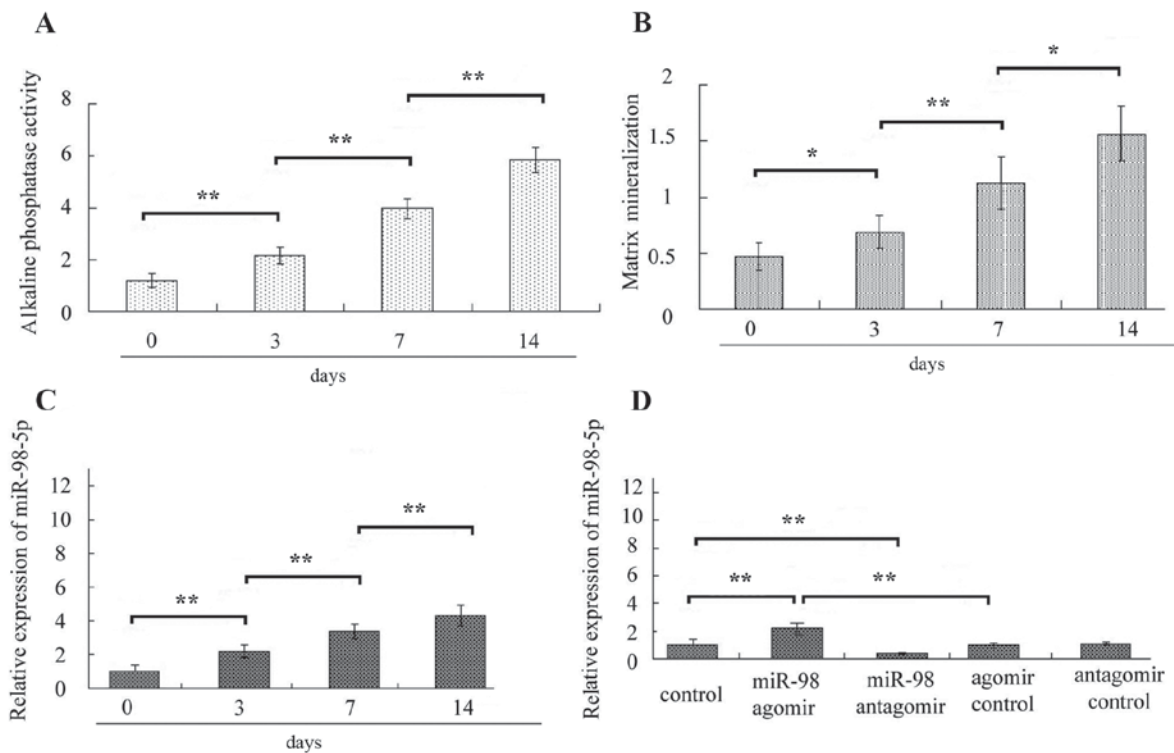 A
Alkaline phosphatase activity
8
6
4
2
0
**
**
**
0 3 7 14
days
B
Matrix mineralization
2
1.5
1
0.5
0
*
**
*
0 3 7 14
days
C
Relative expression of miR-98-5p
12
10
8
6
4
2
0
**
**
**
0 3 7 14
days
D
Relative expression of miR-98-5p
12
10
8
6
4
2
0
**
**
**
control
miR-98
agomir
miR-98
antagomir
agomir
control
antagomir
control